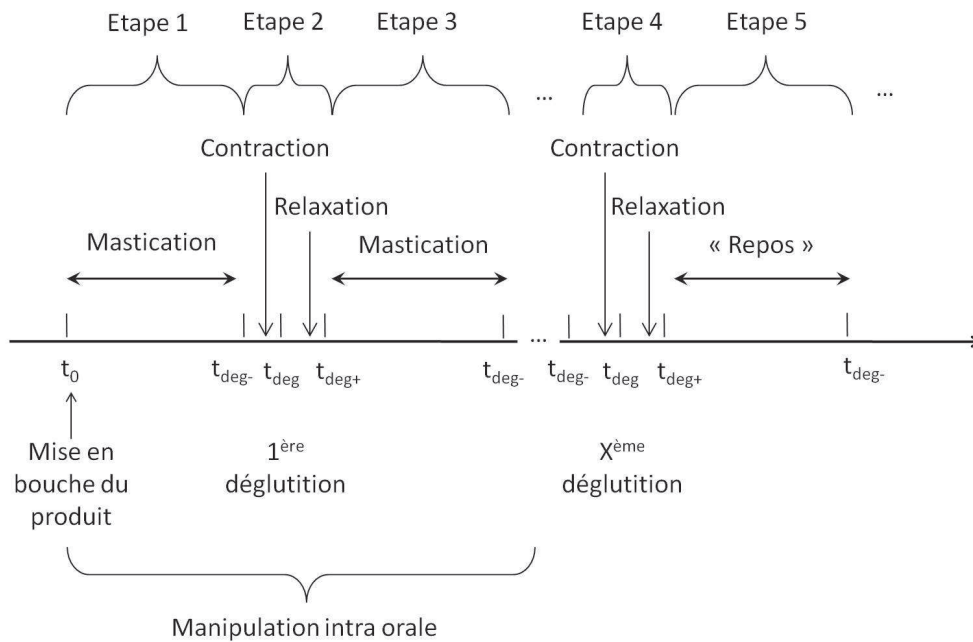 Etape 1 Etape 2 Etape 3 Etape 4 Etape 5
... ...
Contraction Contraction
Relaxation Relaxation
Mastication Mastication « Repos »
...
t0 tdeg- tdeg tdeg+ tdeg- tdeg- tdeg tdeg+ tdeg-
Mise en
bouche du
produit
1ère
déglutition
Xème
déglutition
Manipulation intra orale